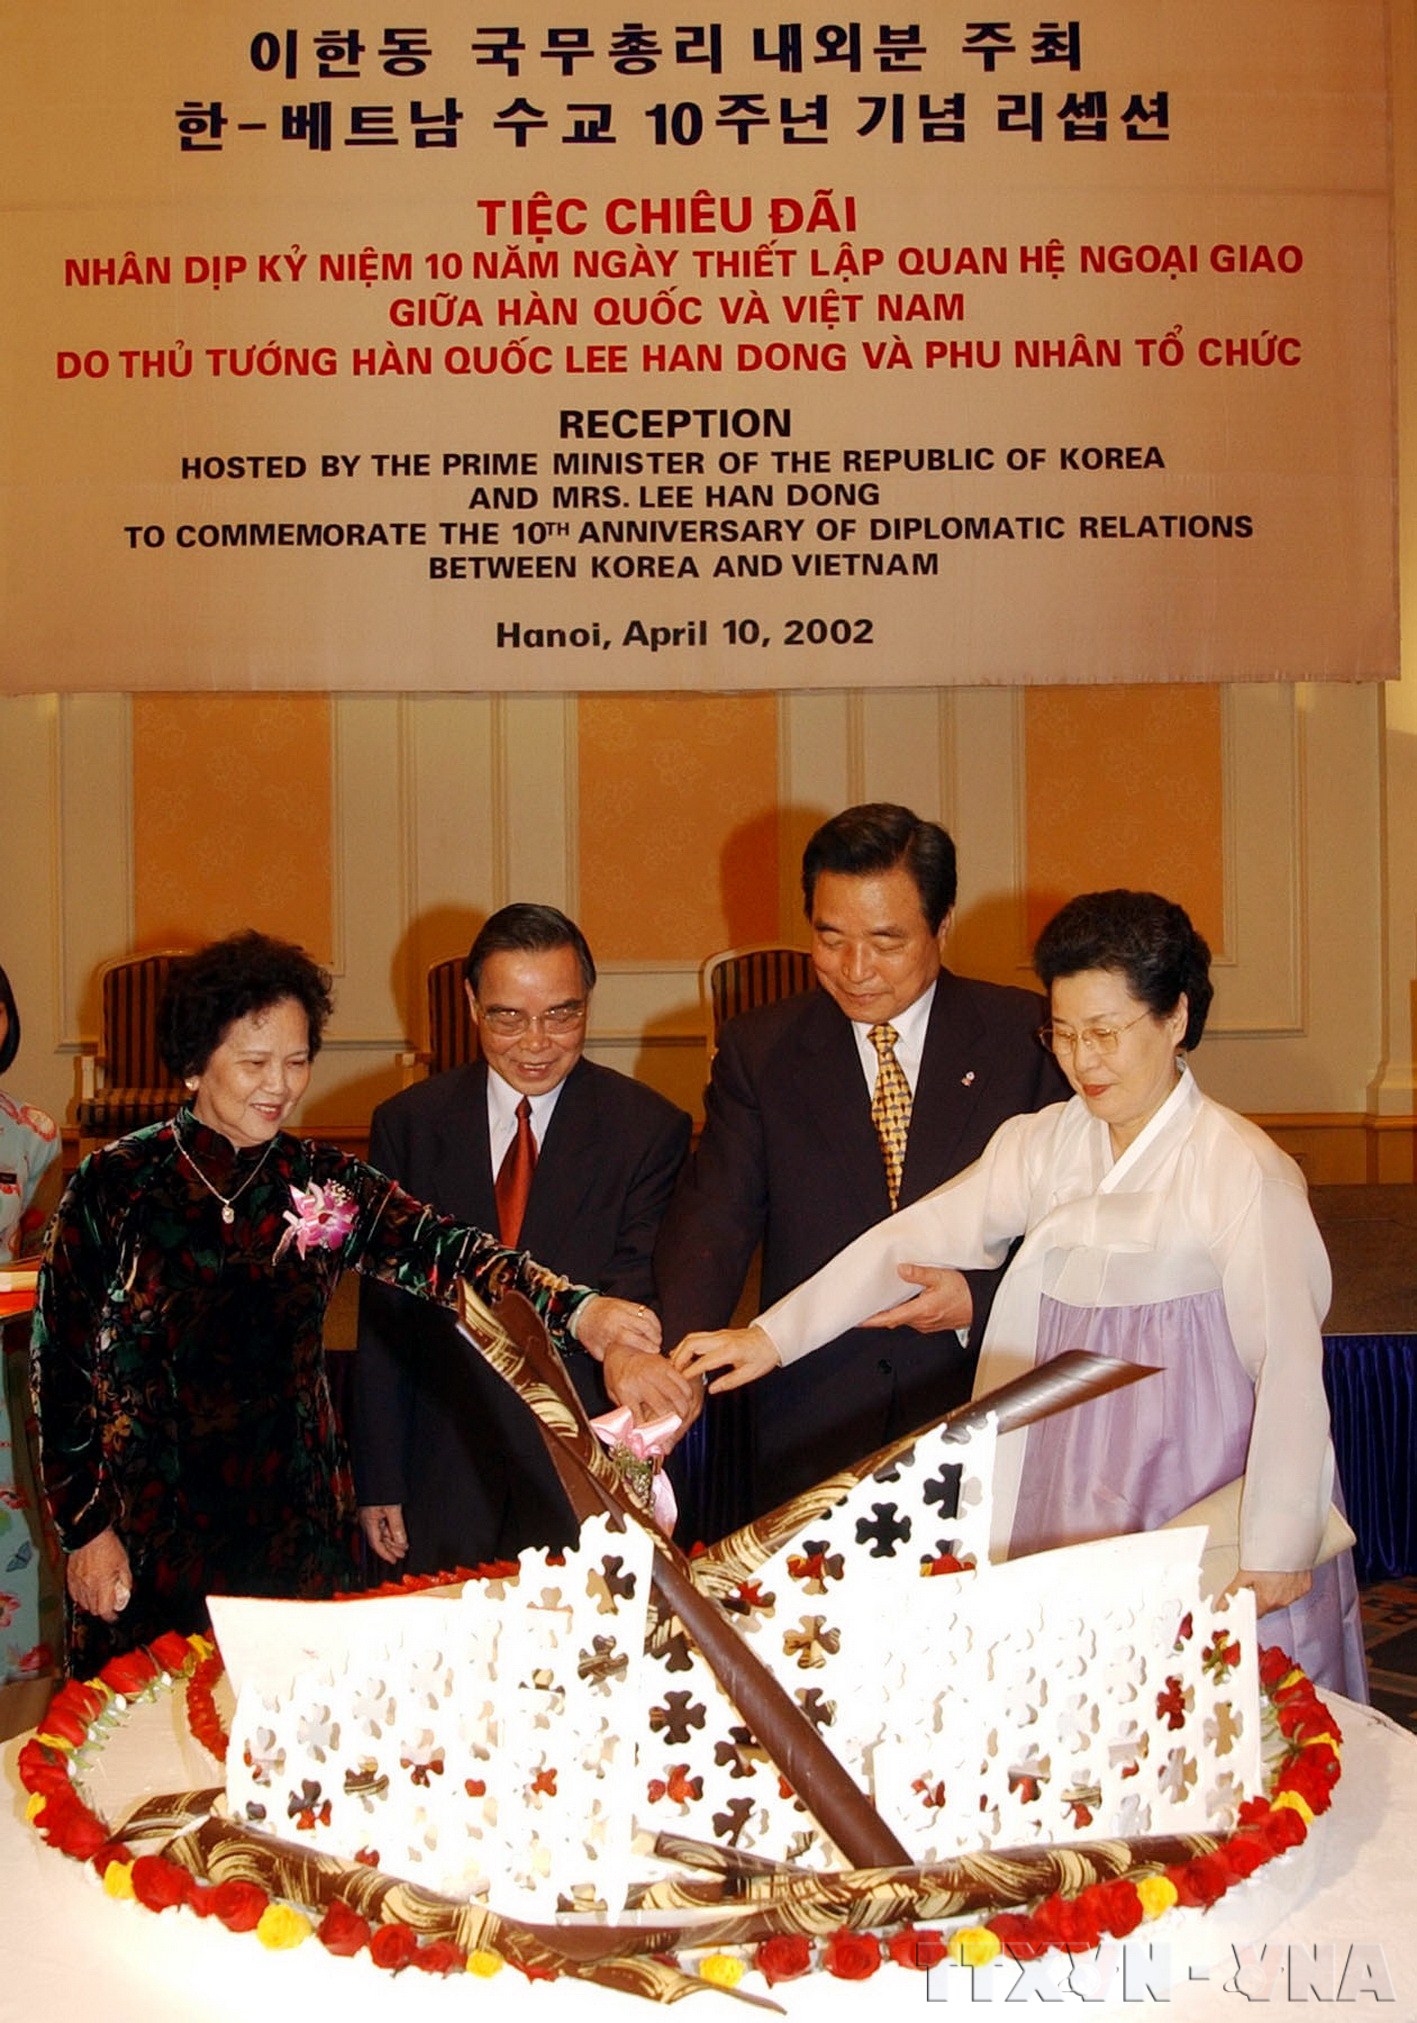 이한동 국무총리 내외분 주최
한-베트남 수교 10주년 기념 리셉션
TIỆC CHIÊU ĐÃI
NHÂN DỊP KỶ NIỆM 10 NĂM NGÀY THIẾT LẬP QUAN HỆ NGOẠI GIAO
GIỮA HÀN QUỐC VÀ VIỆT NAM
DO THỦ TƯỚNG HÀN QUỐC LEE HAN DONG VÀ PHU NHÂN TỔ CHỨC
RECEPTION
HOSTED BY THE PRIME MINISTER OF THE REPUBLIC OF KOREA
AND MRS. LEE HAN DONG
TO COMMEMORATE THE 10TH ANNIVERSARY OF DIPLOMATIC RELATIONS
BETWEEN KOREA AND VIETNAM
Hanoi, April 10, 2002
TTXVN - VNA